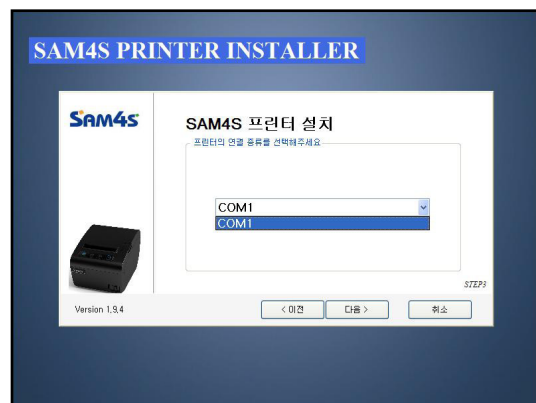 SAM4S PRINTER INSTALLER
SAM4S
SAM4S 프린터 설치
프린터의 연결 종류를 선택해주세요
COM1
COM1
STEP3
Version 1.9.4
< 이전
다음 >
취소